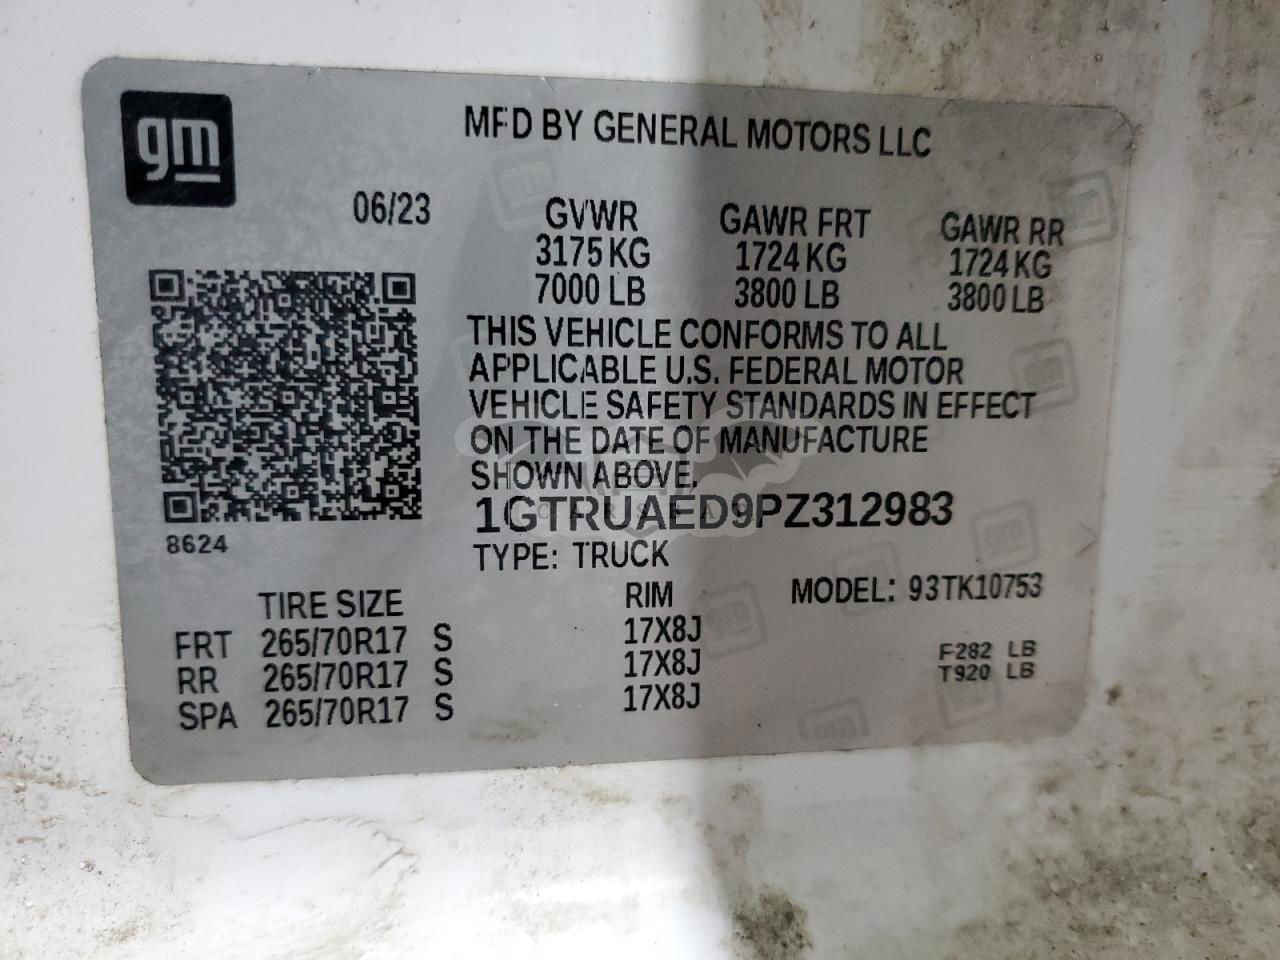 gm
MFD BY GENERAL MOTORS LLC
06/23
GVWR GAWR FRT GAWR RR
3175 KG 1724 KG 1724 KG
7000 LB 3800 LB 3800 LB
THIS VEHICLE CONFORMS TO ALL
APPLICABLE U.S. FEDERAL MOTOR
VEHICLE SAFETY STANDARDS IN EFFECT
ON THE DATE OF MANUFACTURE
SHOWN ABOVE.
1GTRUAED9PZ312983
8624
TYPE: TRUCK
TIRE SIZE RIM MODEL: 93TK10753
FRT 265/70R17 S 17X8J
RR 265/70R17 S 17X8J
SPA 265/70R17 S 17X8J
F282 LB
T920 LB